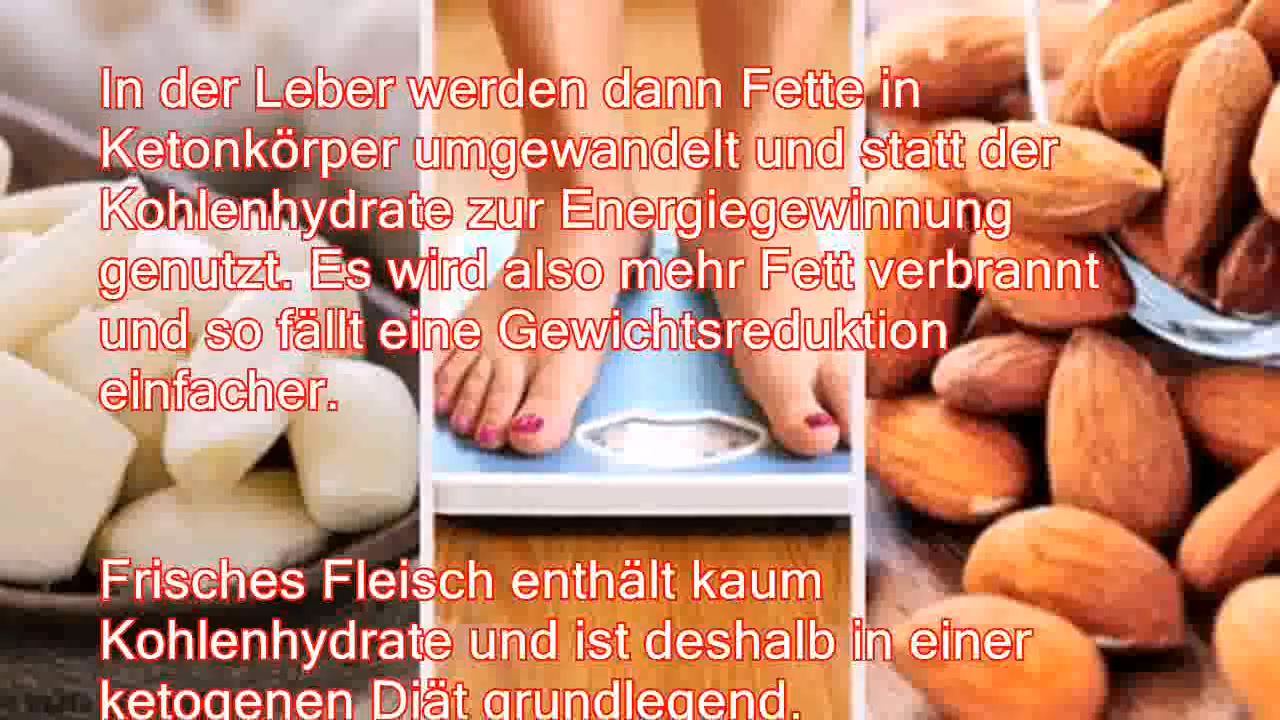 In der Leber werden dann Fette in
Ketonkörper umgewandelt und statt der
Kohlenhydrate zur Energiegewinnung
genutzt. Es wird also mehr Fett verbrannt
und so fällt eine Gewichtsreduktion
einfacher.
Frisches Fleisch enthält kaum
Kohlenhydrate und ist deshalb in einer
ketogenen Diät grundlegend.